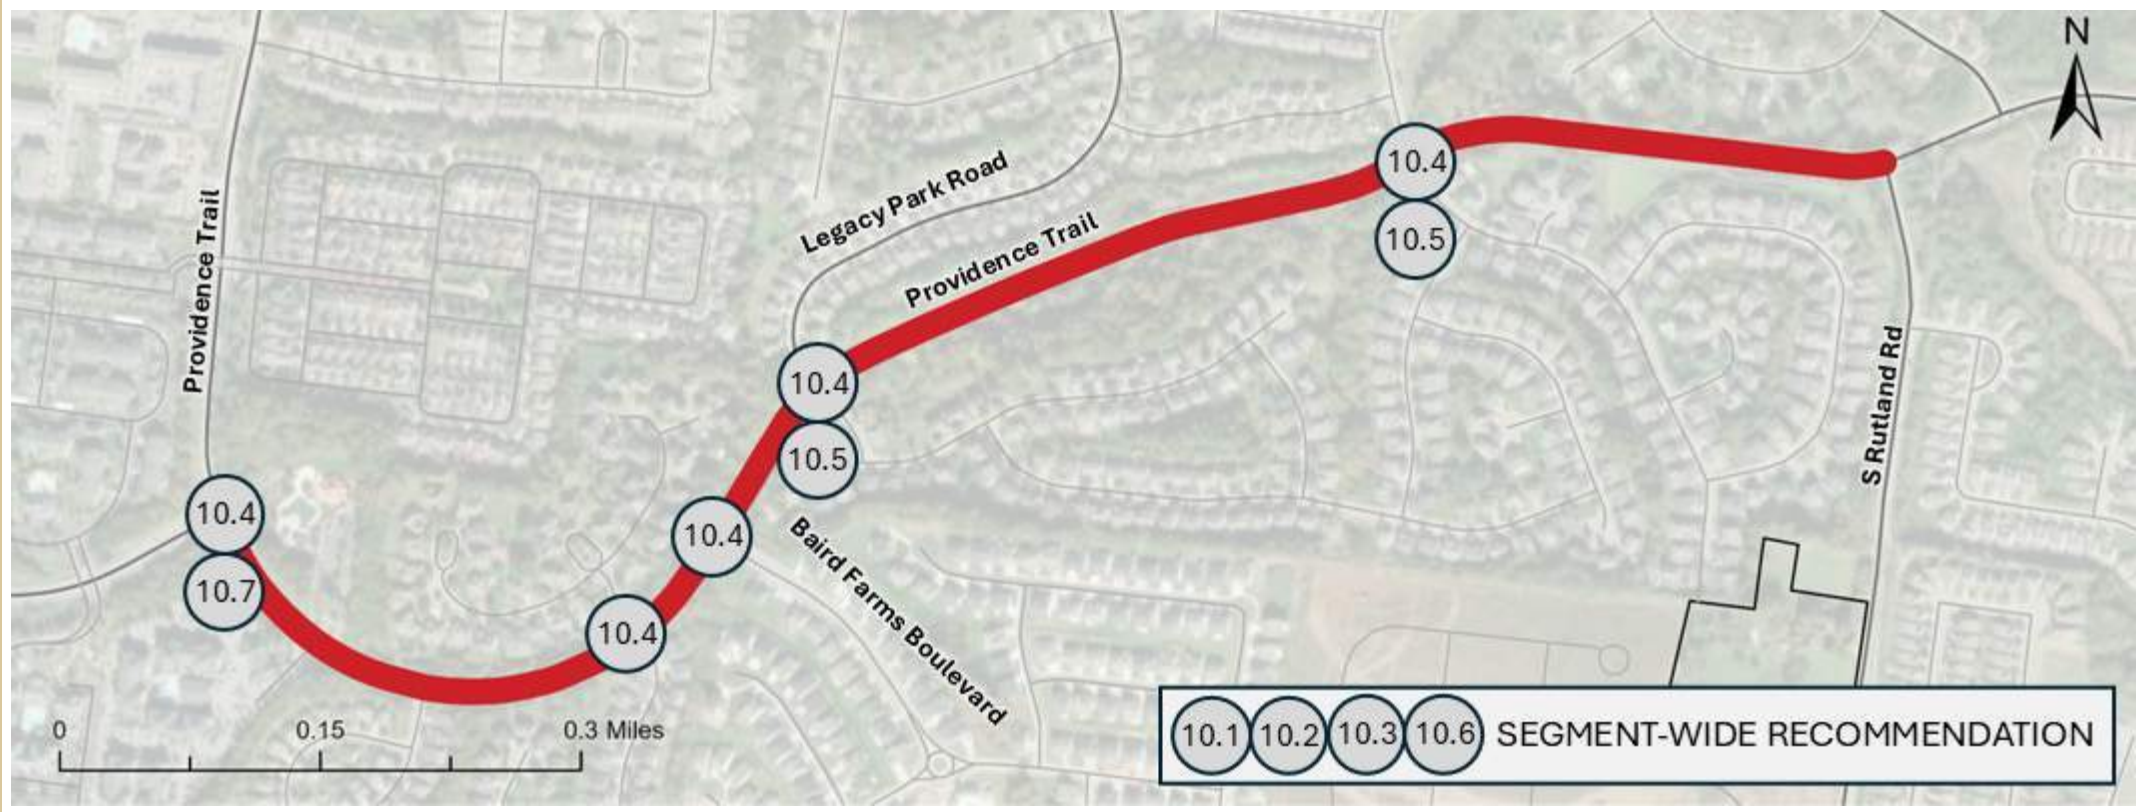 N
10.4
10.5
Legacy Park Road
Providence Trail
Providence Trail
10.4
10.5
S Rutland Rd
10.4
10.7
10.4
10.4
Baird Farms Boulevard
0 0.15 0.3 Miles
10.1 10.2 10.3 10.6 SEGMENT-WIDE RECOMMENDATION